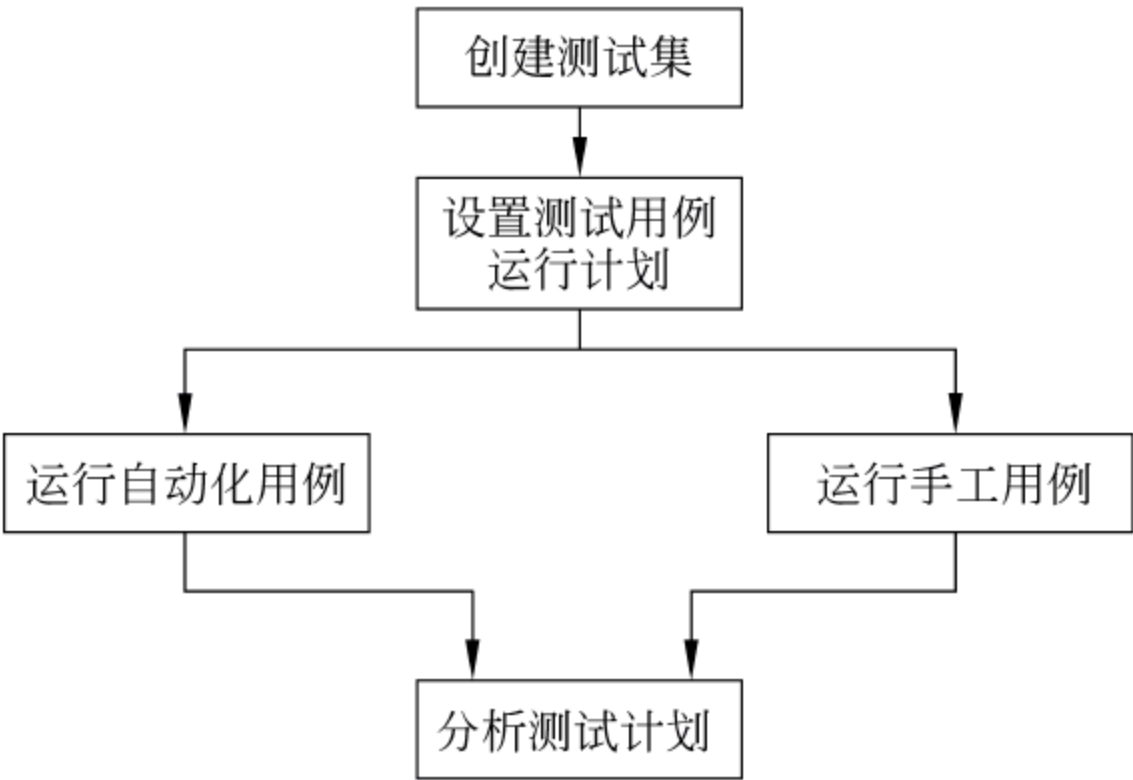 创建测试集
设置测试用例
运行计划
运行自动化用例
运行手工用例
分析测试计划